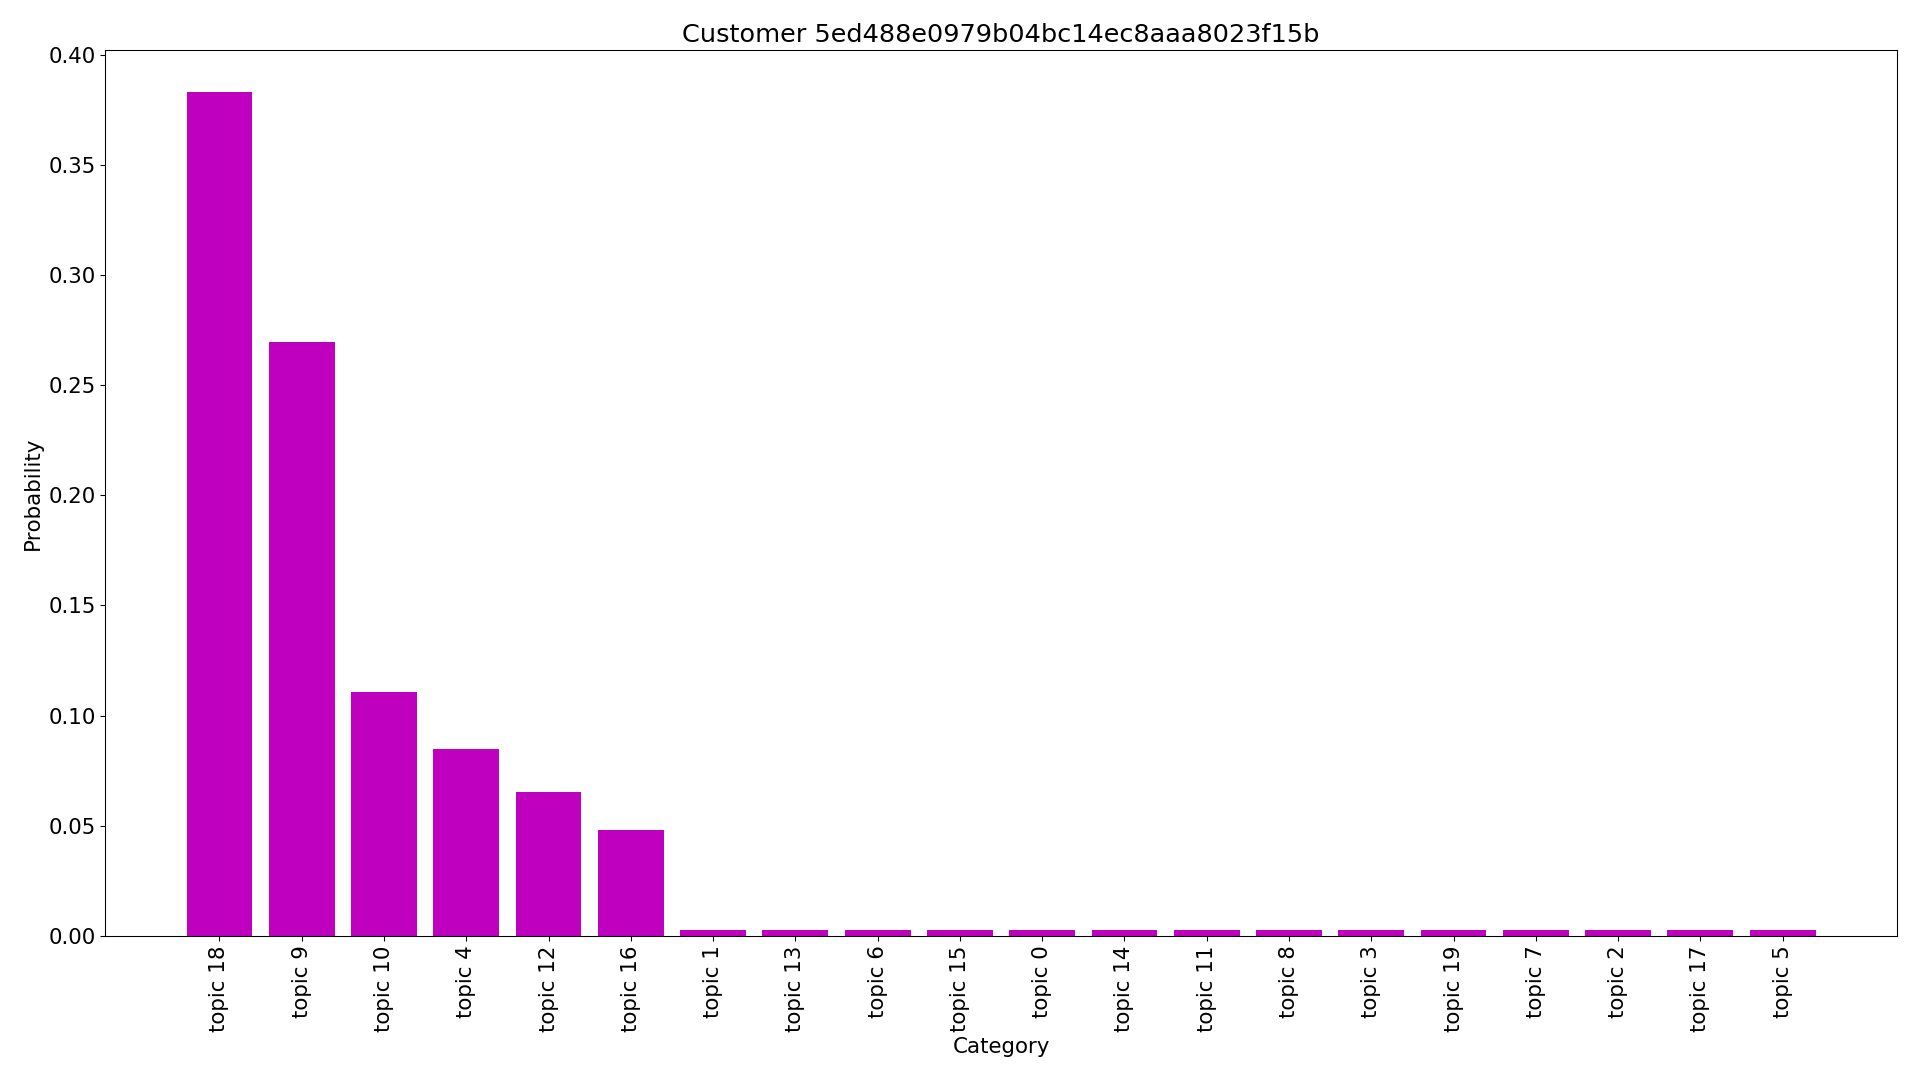 Customer 5ed488e0979b04bc14ec8aaa8023f15b
Probability
0.40
0.35
0.30
0.25
0.20
0.15
0.10
0.05
0.00
topic 18
topic 9
topic 10
topic 4
topic 12
topic 16
topic 1
topic 13
topic 6
topic 15
topic 0
topic 14
topic 11
topic 8
topic 3
topic 19
topic 7
topic 2
topic 17
topic 5
Category